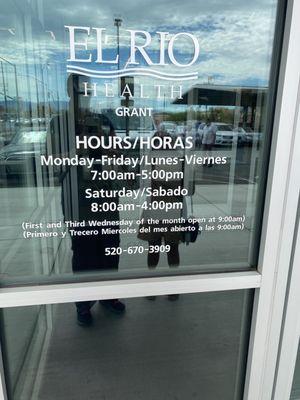 EL RIO
HEALTH
GRANT
HOURS/HORAS
Monday-Friday/Lunes-Viernes
7:00am-5:00pm
Saturday/Sabado
8:00am-4:00pm
(First and Third Wednesday of the month open at 9:00am)
(Primero y Trecero Miercoles del mes abierto a las 9:00am)
520-670-3909